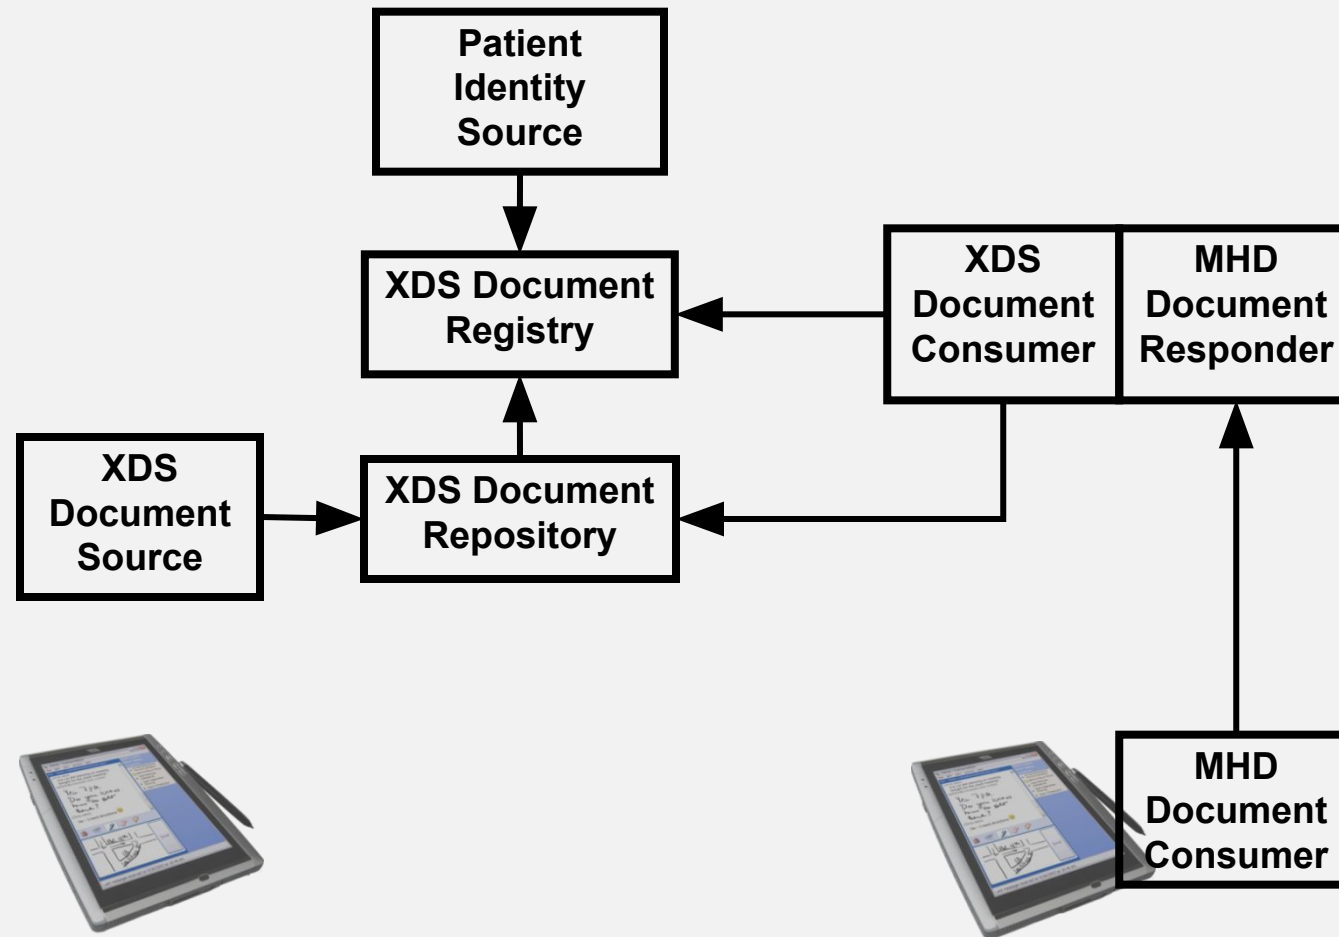 Patient
Identity
Source
XDS Document
Registry
XDS
Document
Consumer
MHD
Document
Responder
XDS
Document
Source
XDS Document
Repository
MHD
Document
Consumer